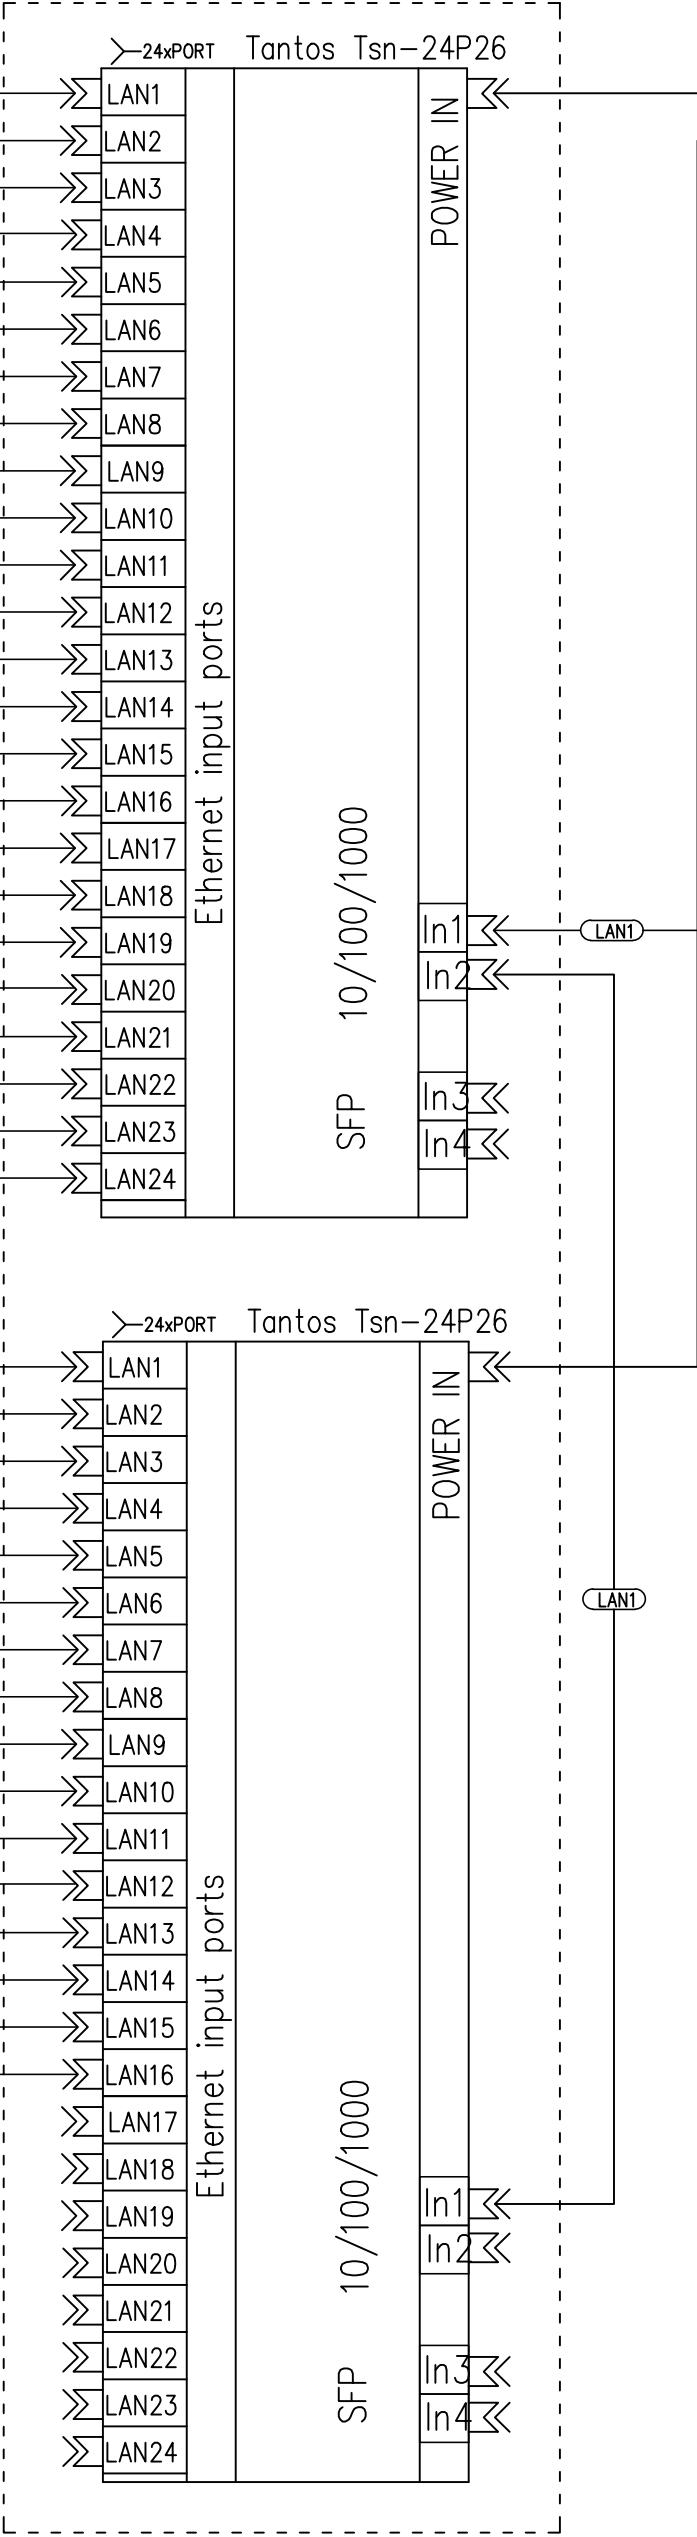 24xPORT Tantos Tsn-24P26
LAN1
LAN2
LAN3
LAN4
LAN5
LAN6
LAN7
LAN8
LAN9
LAN10
LAN11
LAN12
LAN13
LAN14
LAN15
LAN16
LAN17
LAN18
LAN19
LAN20
LAN21
LAN22
LAN23
LAN24
Ethernet input ports
SFP 10/100/1000
POWER IN
In1
In2
In3
In4
LAN1
24xPORT Tantos Tsn-24P26
LAN1
LAN2
LAN3
LAN4
LAN5
LAN6
LAN7
LAN8
LAN9
LAN10
LAN11
LAN12
LAN13
LAN14
LAN15
LAN16
LAN17
LAN18
LAN19
LAN20
LAN21
LAN22
LAN23
LAN24
Ethernet input ports
SFP 10/100/1000
POWER IN
In1
In2
In3
In4
LAN1